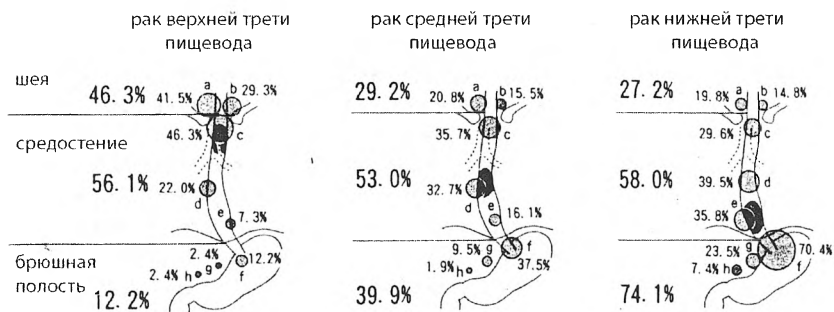 рак верхней трети
пищевода
рак средней трети
пищевода
рак нижней трети
пищевода
шея
46. 3%
41. 5%
a
b
29. 3%
46. 3%
c
средостение
56. 1%
22. 0%
d
e
7. 3%
брюшная
полость
12. 2%
2. 4%
2. 4%
h
g
12. 2%
f
29. 2%
20. 8%
a
b
15. 5%
35. 7%
c
53. 0%
32. 7%
d
e
16. 1%
39. 9%
9. 5%
g
f
1. 9%
h
37. 5%
27. 2%
19. 8%
a
b
14. 8%
29. 6%
c
58. 0%
39. 5%
d
e
35. 8%
74. 1%
23. 5%
g
f
70. 4%
7. 4%
h